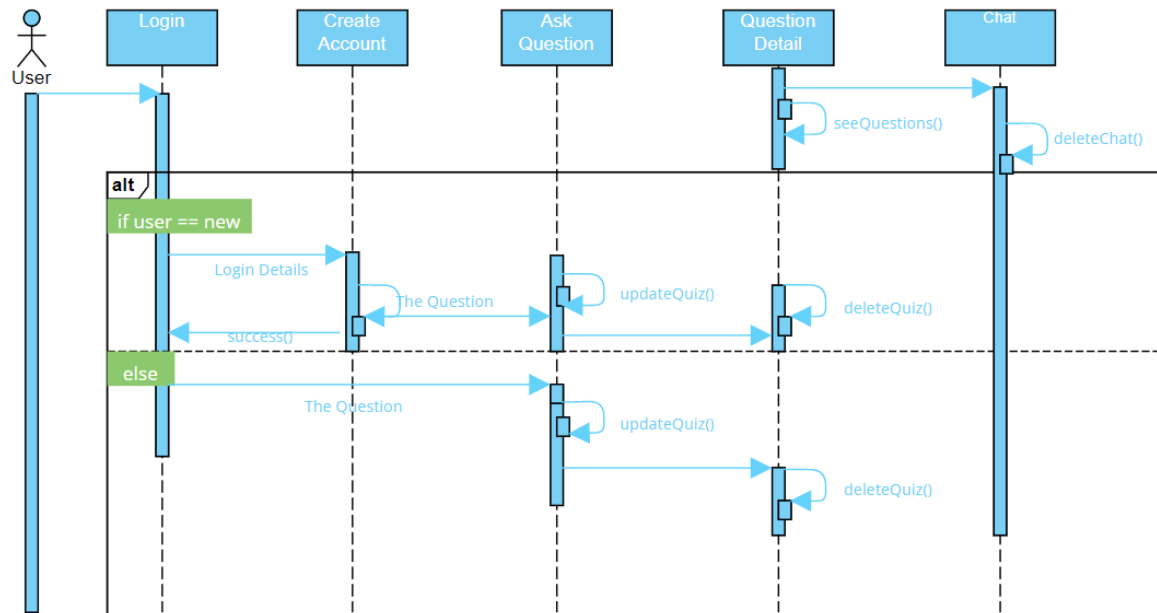 Login
Create
Account
Ask
Question
Question
Detail
Chat
User
seeQuestions()
deleteChat()
alt
if user == new
Login Details
The Question
updateQuiz()
deleteQuiz()
success()
else
The Question
updateQuiz()
deleteQuiz()